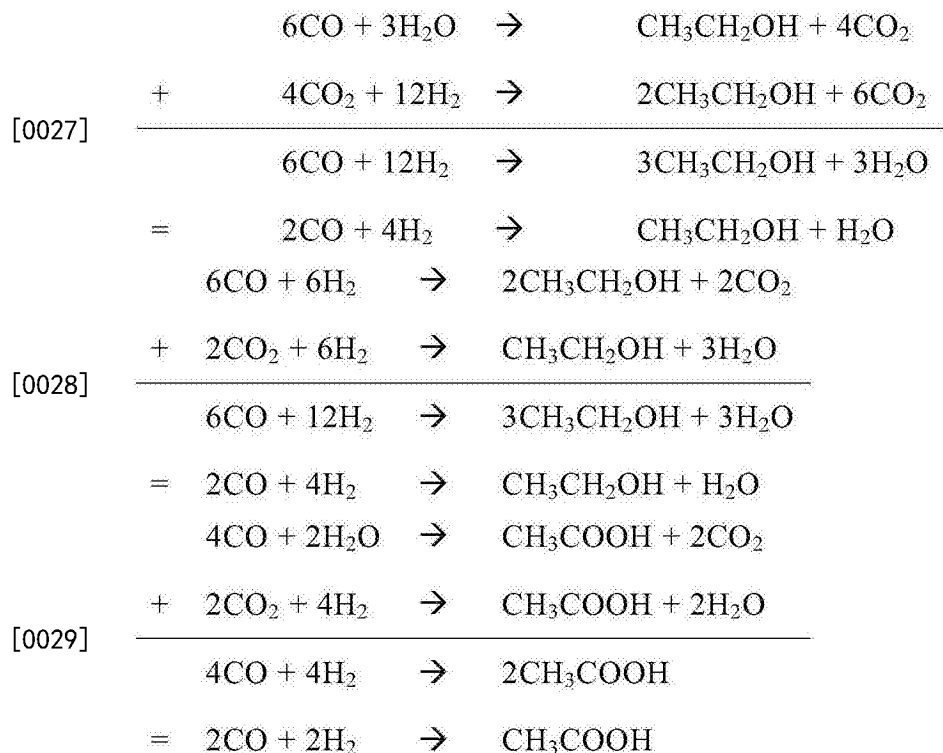 6CO + 3H₂O → CH₃CH₂OH + 4CO₂
+ 4CO₂ + 12H₂ → 2CH₃CH₂OH + 6CO₂
[0027]
6CO + 12H₂ → 3CH₃CH₂OH + 3H₂O
= 2CO + 4H₂ → CH₃CH₂OH + H₂O
6CO + 6H₂ → 2CH₃CH₂OH + 2CO₂
+ 2CO₂ + 6H₂ → CH₃CH₂OH + 3H₂O
[0028]
6CO + 12H₂ → 3CH₃CH₂OH + 3H₂O
= 2CO + 4H₂ → CH₃CH₂OH + H₂O
4CO + 2H₂O → CH₃COOH + 2CO₂
+ 2CO₂ + 4H₂ → CH₃COOH + 2H₂O
[0029]
4CO + 4H₂ → 2CH₃COOH
= 2CO + 2H₂ → CH₃COOH